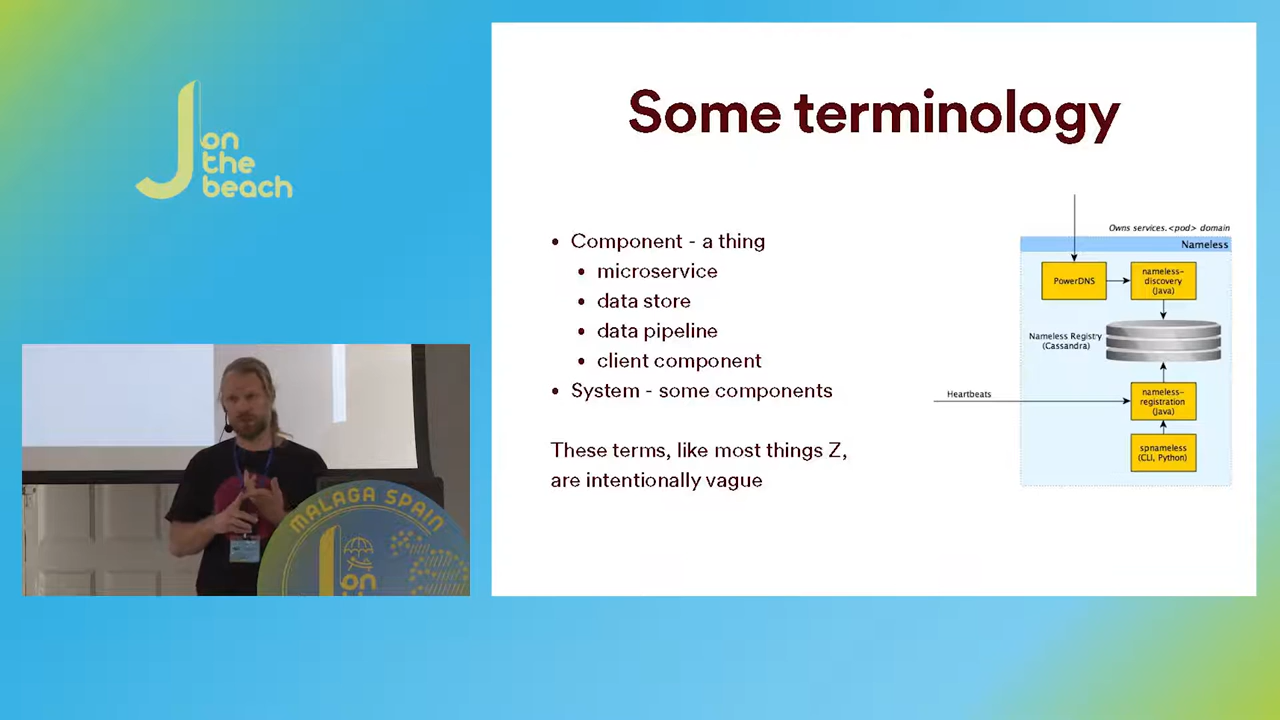 J on
the
beach
Some terminology
• Component - a thing
• microservice
• data store
• data pipeline
• client component
• System - some components
These terms, like most things Z,
are intentionally vague
Owns services.<pod> domain
Nameless
PowerDNS
nameless-
discovery
(Java)
Nameless Registry
(Cassandra)
Heartbeats
nameless-
registration
(Java)
spnameless
(CLI, Python)
MALAGA SPAIN
J on